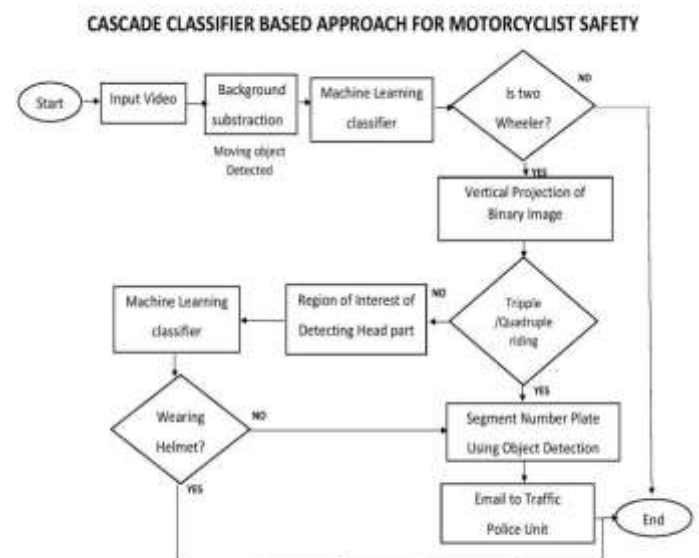 CASCADE CLASSIFIER BASED APPROACH FOR MOTORCYCLIST SAFETY
Start
Input Video
Background
substraction
Moving object
Detected
Machine Learning
classifier
Is two
Wheeler?
NO
YES
Vertical Projection of
Binary Image
Tripple
/Quadruple
riding
NO
Region of Interest of
Detecting Head part
Machine Learning
classifier
YES
Wearing
Helmet?
NO
YES
Segment Number Plate
Using Object Detection
Email to Traffic
Police Unit
End